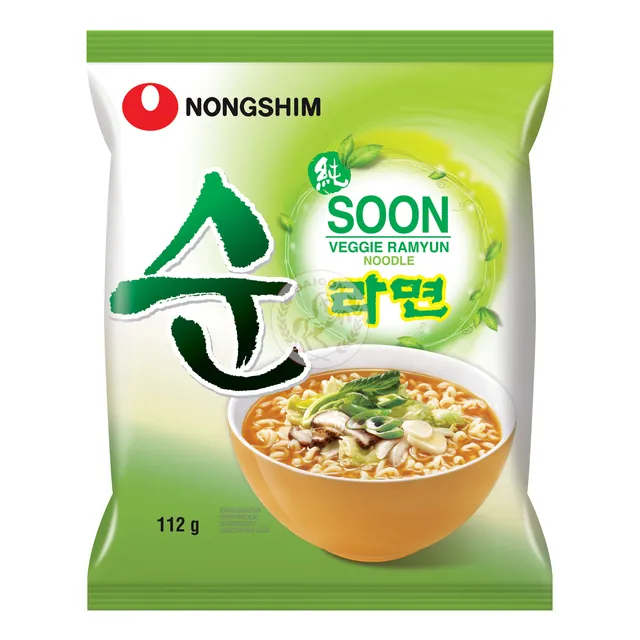 NONGSHIM
순
純
SOON
VEGGIE RAMYUN
NOODLE
라면
112 g